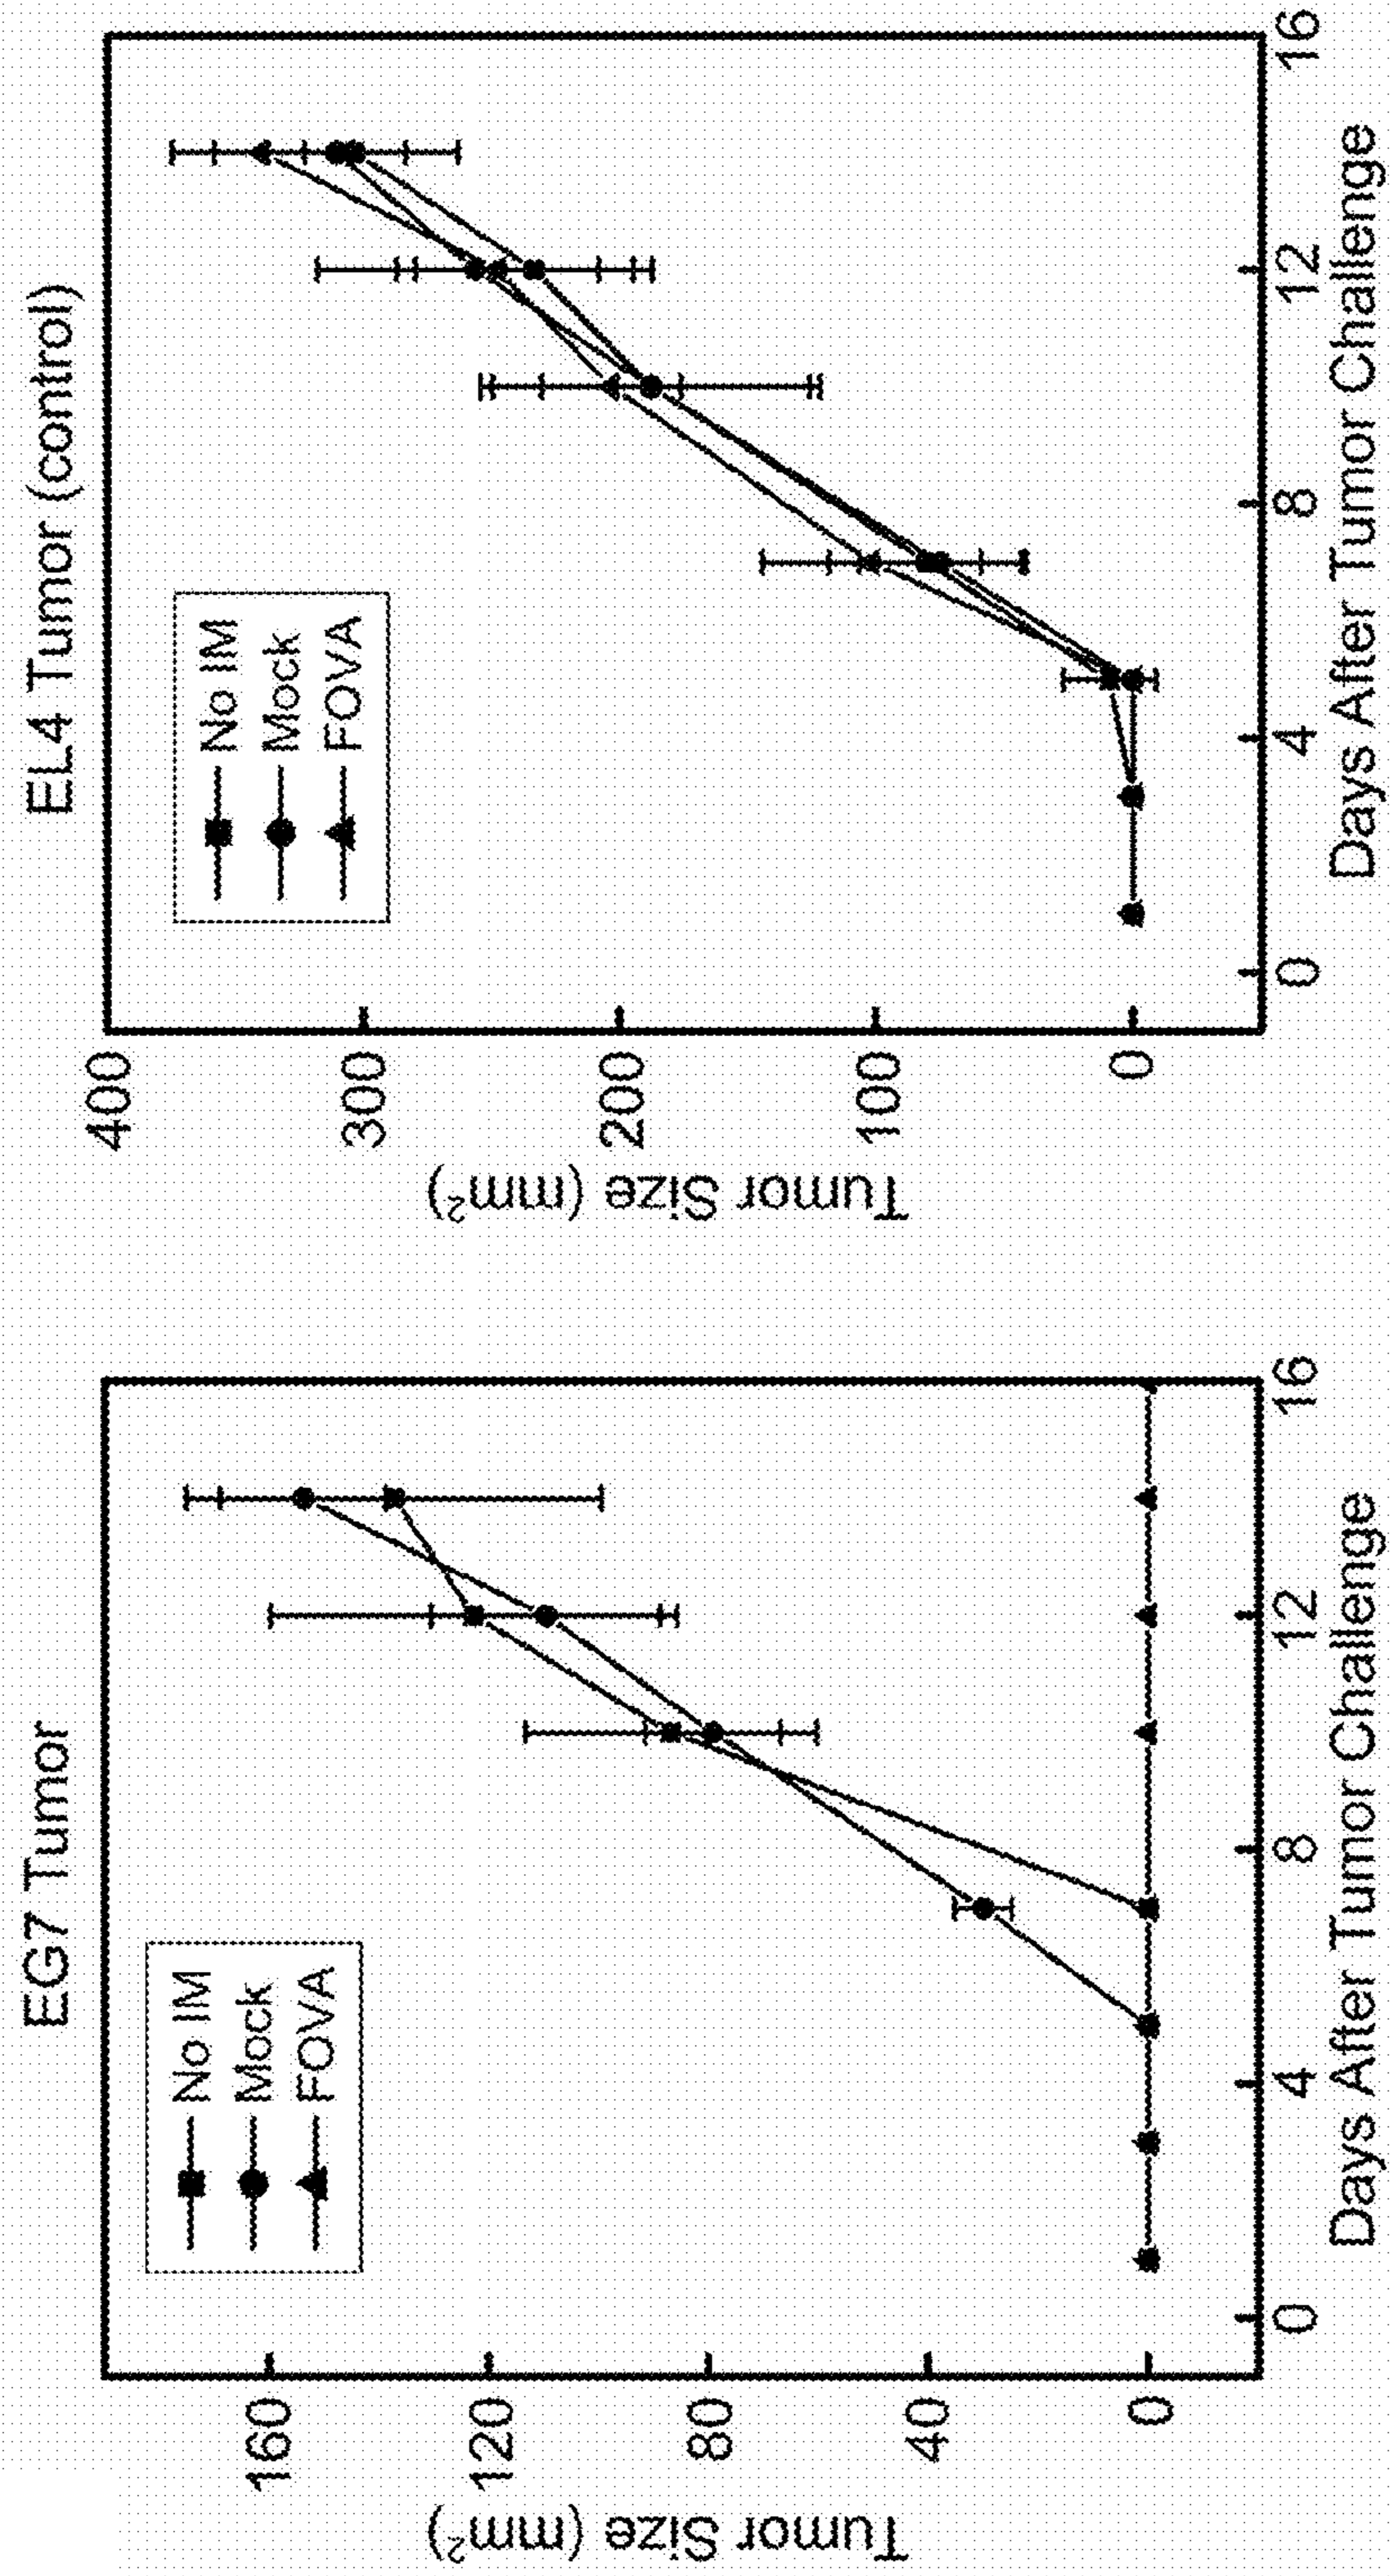 EG7 Tumor
No IM
Mock
FOVA
Tumor Size (mm²)
160
120
80
40
0
0 4 8 12 16
Days After Tumor Challenge
EL4 Tumor (control)
No IM
Mock
FOVA
Tumor Size (mm²)
400
300
200
100
0
0 4 8 12 16
Days After Tumor Challenge